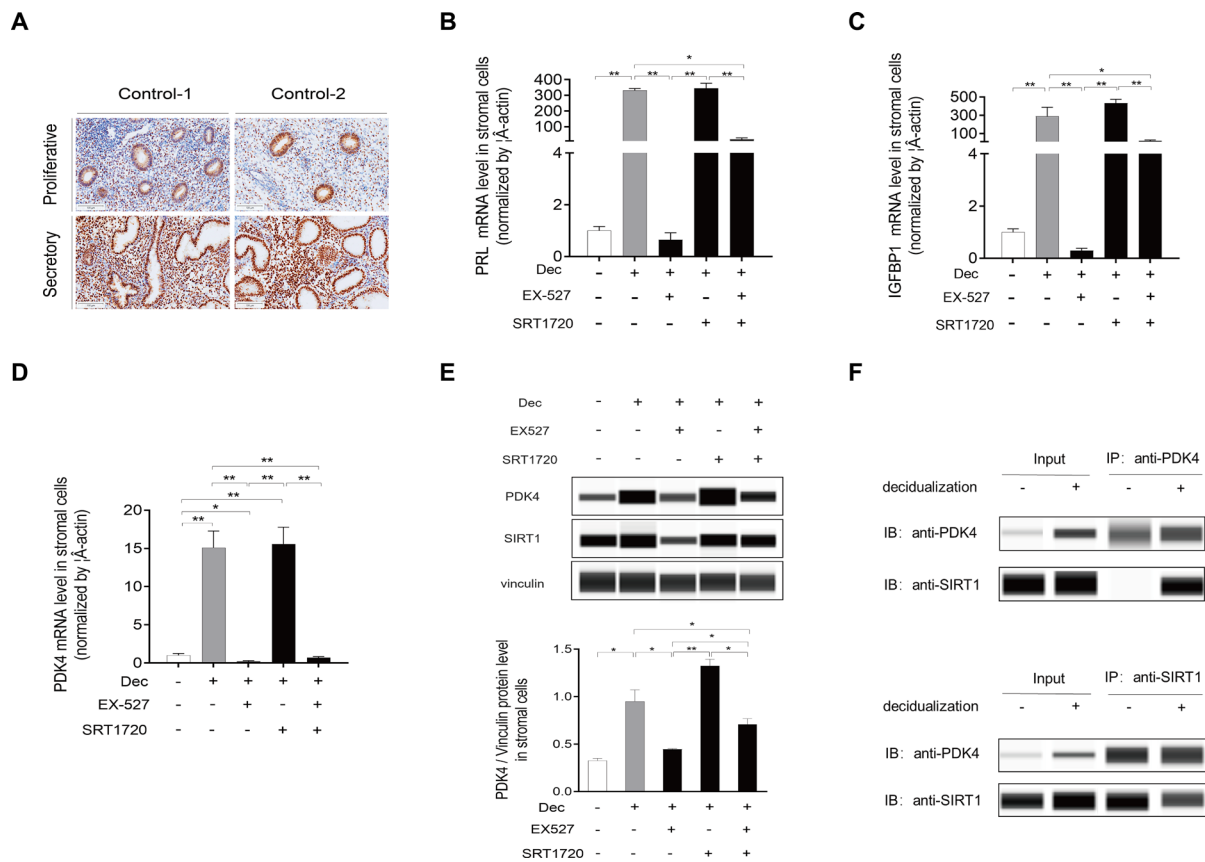 A
Control-1 Control-2
Proliferative
Secretory
B
PRL mRNA level in stromal cells
(normalized by ¦Â-actin)
400
300
200
100
4
2
0
* ** ** ** **
Dec - + + + +
EX-527 - - + - +
SRT1720 - - - + +
C
IGFBP1 mRNA level in stromal cells
(normalized by ¦Â-actin)
500
300
100
4
2
0
* ** ** ** **
Dec - + + + +
EX-527 - - + - +
SRT1720 - - - + +
D
PDK4 mRNA level in stromal cells
(normalized by ¦Â-actin)
20
15
10
5
0
**
** ** **
**
*
**
Dec - + + + +
EX-527 - - + - +
SRT1720 - - - + +
E
Dec - + + + +
EX527 - - + - +
SRT1720 - - - + +
PDK4
SIRT1
vinculin
PDK4 / Vinculin protein level
in stromal cells
1.5
1.0
0.5
0.0
*
*
* * ** *
Dec - + + + +
EX527 - - + - +
SRT1720 - - - + +
F
Input IP: anti-PDK4
decidualization - + - +
IB: anti-PDK4
IB: anti-SIRT1
Input IP: anti-SIRT1
decidualization - + - +
IB: anti-PDK4
IB: anti-SIRT1